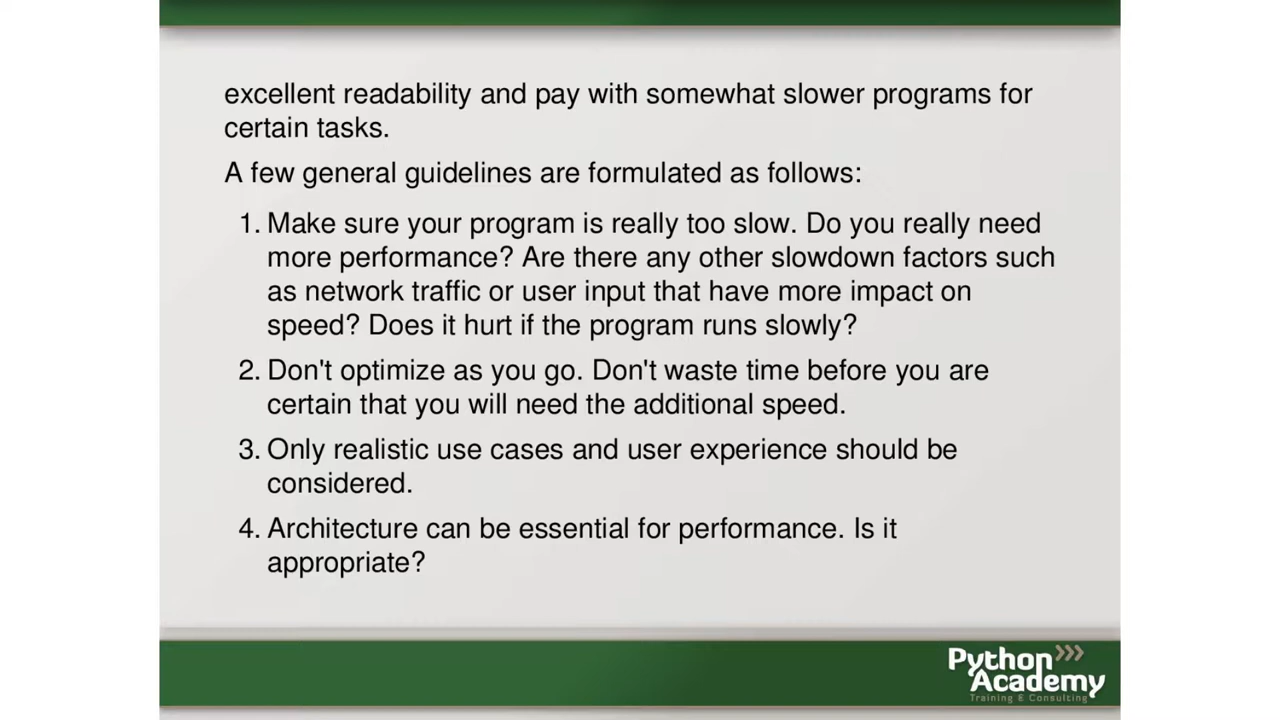 excellent readability and pay with somewhat slower programs for
certain tasks.
A few general guidelines are formulated as follows:
1. Make sure your program is really too slow. Do you really need
more performance? Are there any other slowdown factors such
as network traffic or user input that have more impact on
speed? Does it hurt if the program runs slowly?
2. Don't optimize as you go. Don't waste time before you are
certain that you will need the additional speed.
3. Only realistic use cases and user experience should be
considered.
4. Architecture can be essential for performance. Is it
appropriate?
Python
Academy
Training & Consulting